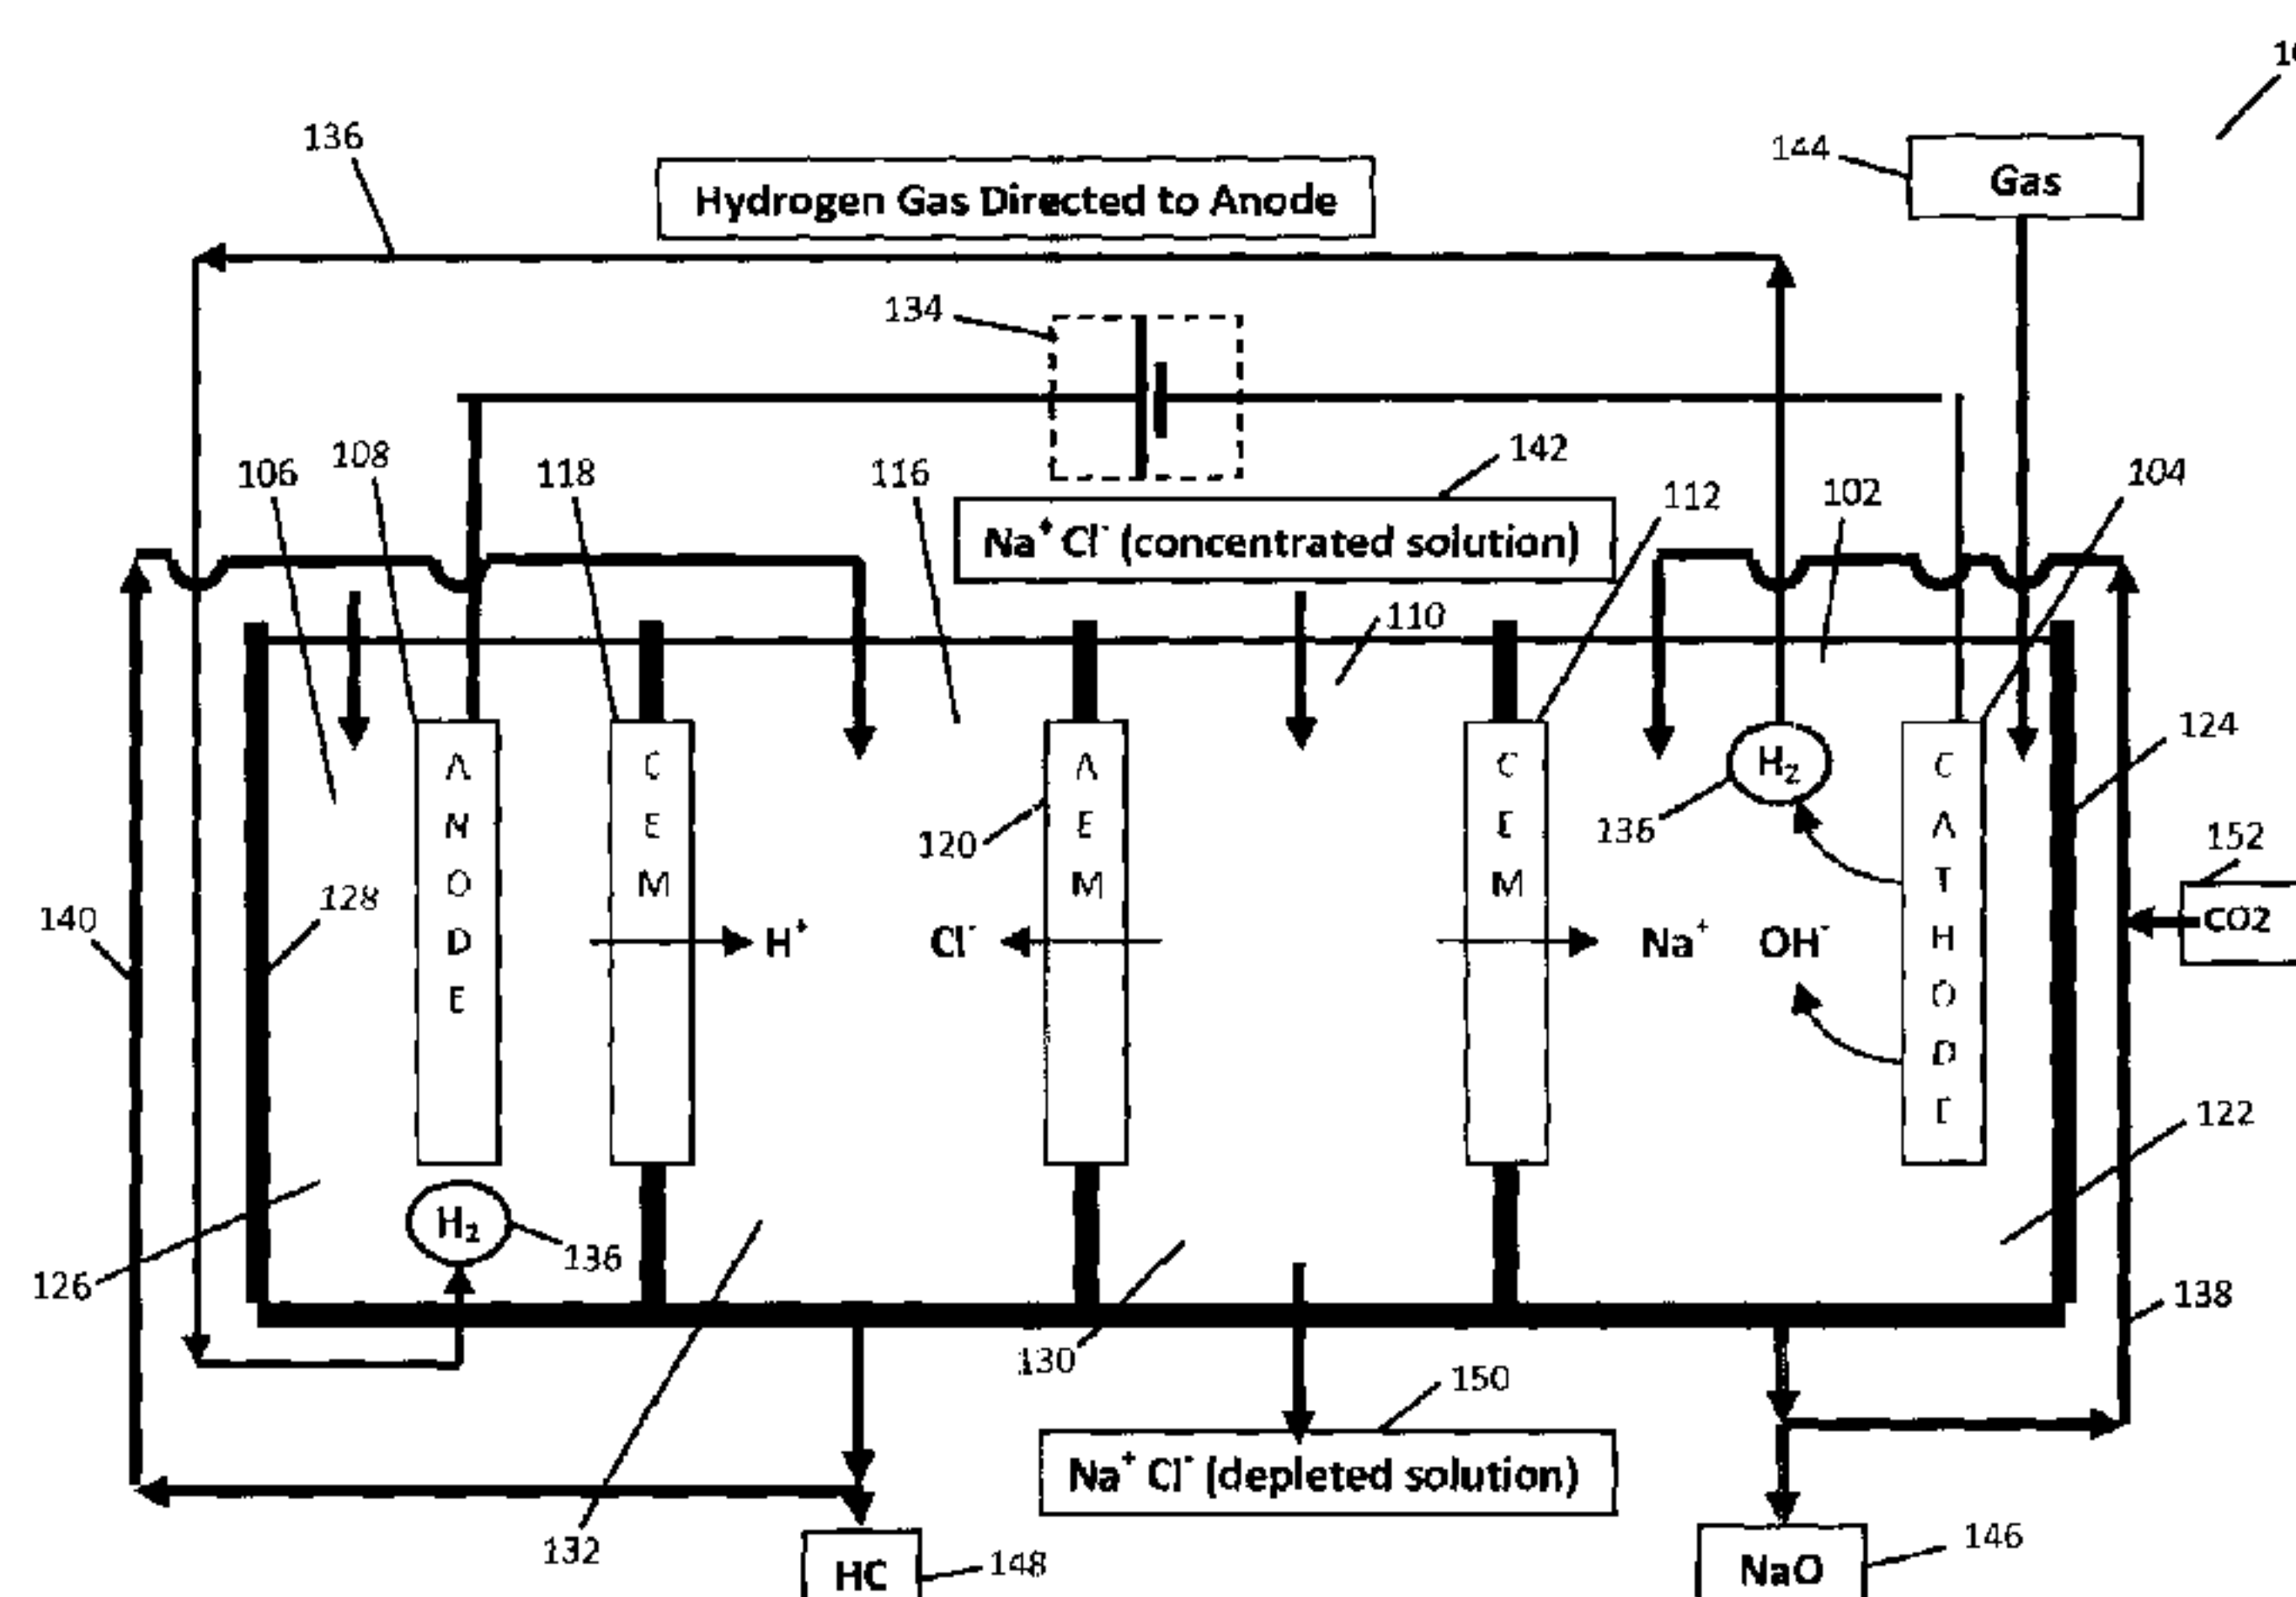 10
136
144
Gas
Hydrogen Gas Directed to Anode
134
142
106
108
118
116
112
102
104
Na⁺ Cl⁻ (concentrated solution)
110
124
A N O D E
C E M
A E M
C E M
H₂
C A T H O D E
120
136
152
CO2
128
140
H⁺
Cl⁻
Na⁺
OH⁻
122
H₂
136
126
138
130
150
Na⁺ Cl⁻ (depleted solution)
132
HC
148
NaO
146